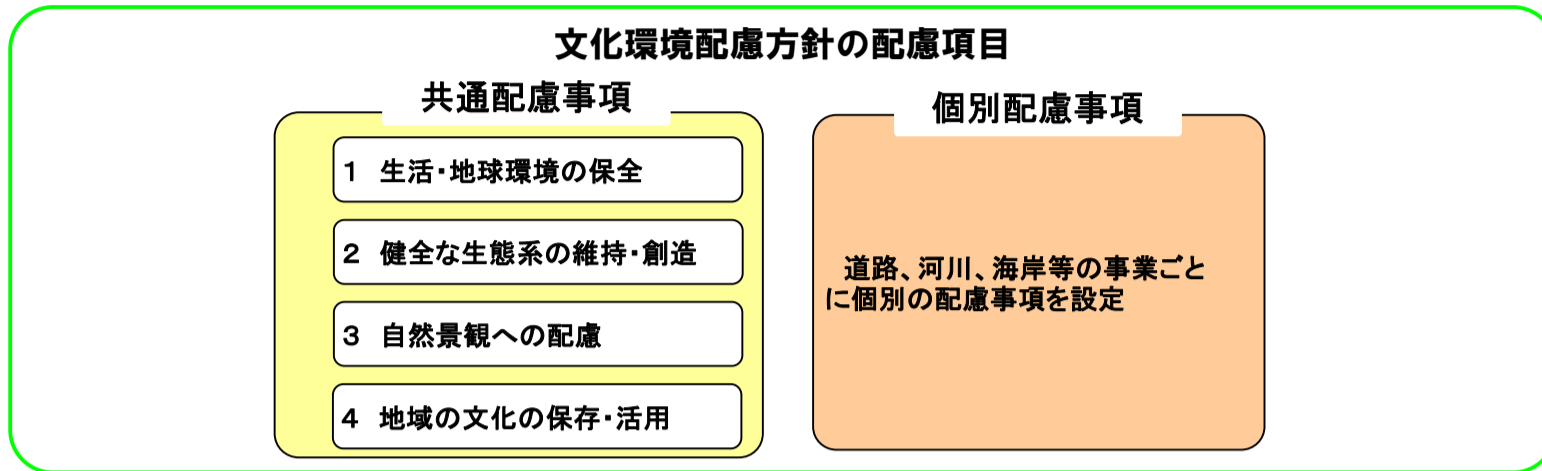 文化環境配慮方針の配慮項目
共通配慮事項
1 生活・地球環境の保全
2 健全な生態系の維持・創造
3 自然景観への配慮
4 地域の文化の保存・活用
個別配慮事項
道路、河川、海岸等の事業ごと
に個別の配慮事項を設定